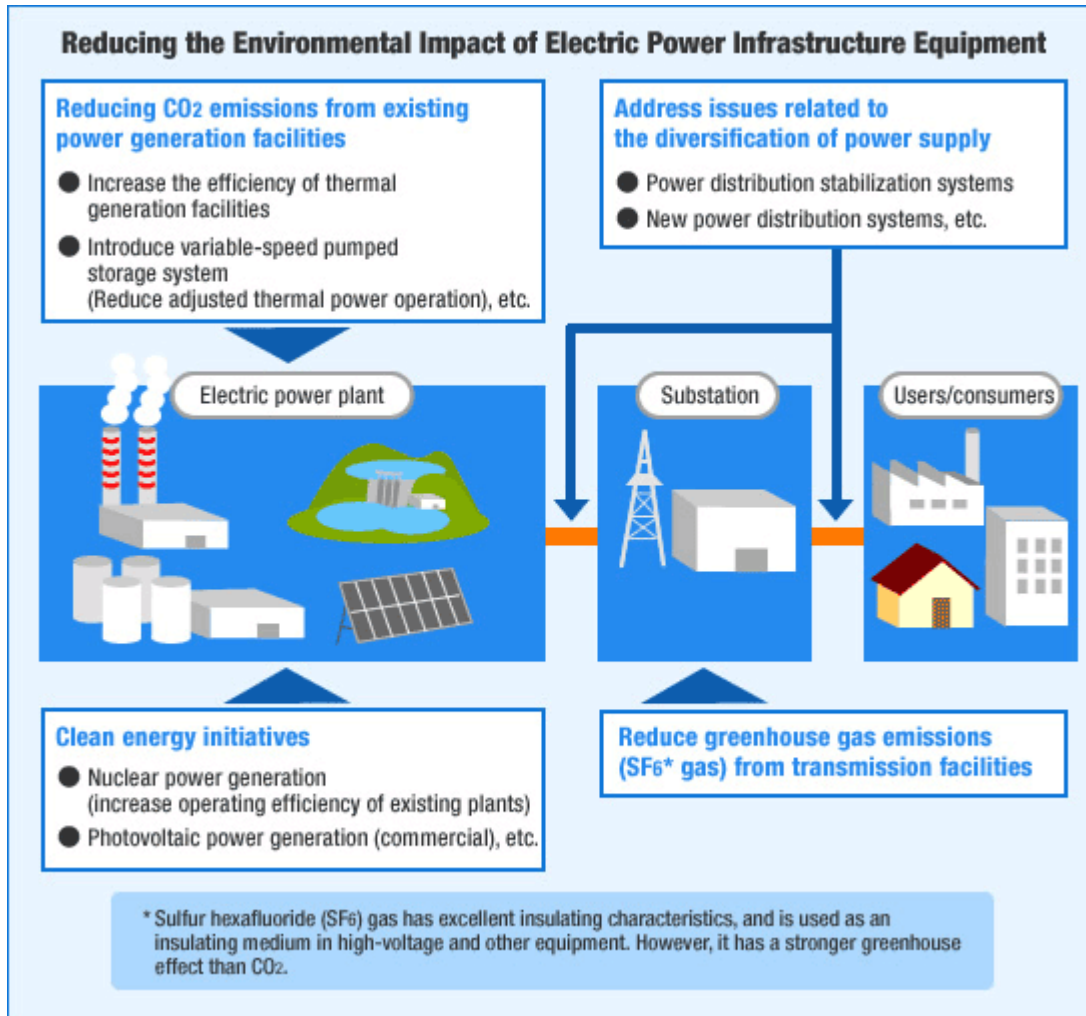 Reducing the Environmental Impact of Electric Power Infrastructure Equipment
Reducing CO2 emissions from existing
power generation facilities
● Increase the efficiency of thermal
generation facilities
● Introduce variable-speed pumped
storage system
(Reduce adjusted thermal power operation), etc.
Address issues related to
the diversification of power supply
● Power distribution stabilization systems
● New power distribution systems, etc.
Electric power plant
Substation
Users/consumers
Clean energy initiatives
● Nuclear power generation
(increase operating efficiency of existing plants)
● Photovoltaic power generation (commercial), etc.
Reduce greenhouse gas emissions
(SF6* gas) from transmission facilities
* Sulfur hexafluoride (SF6) gas has excellent insulating characteristics, and is used as an
insulating medium in high-voltage and other equipment. However, it has a stronger greenhouse
effect than CO2.